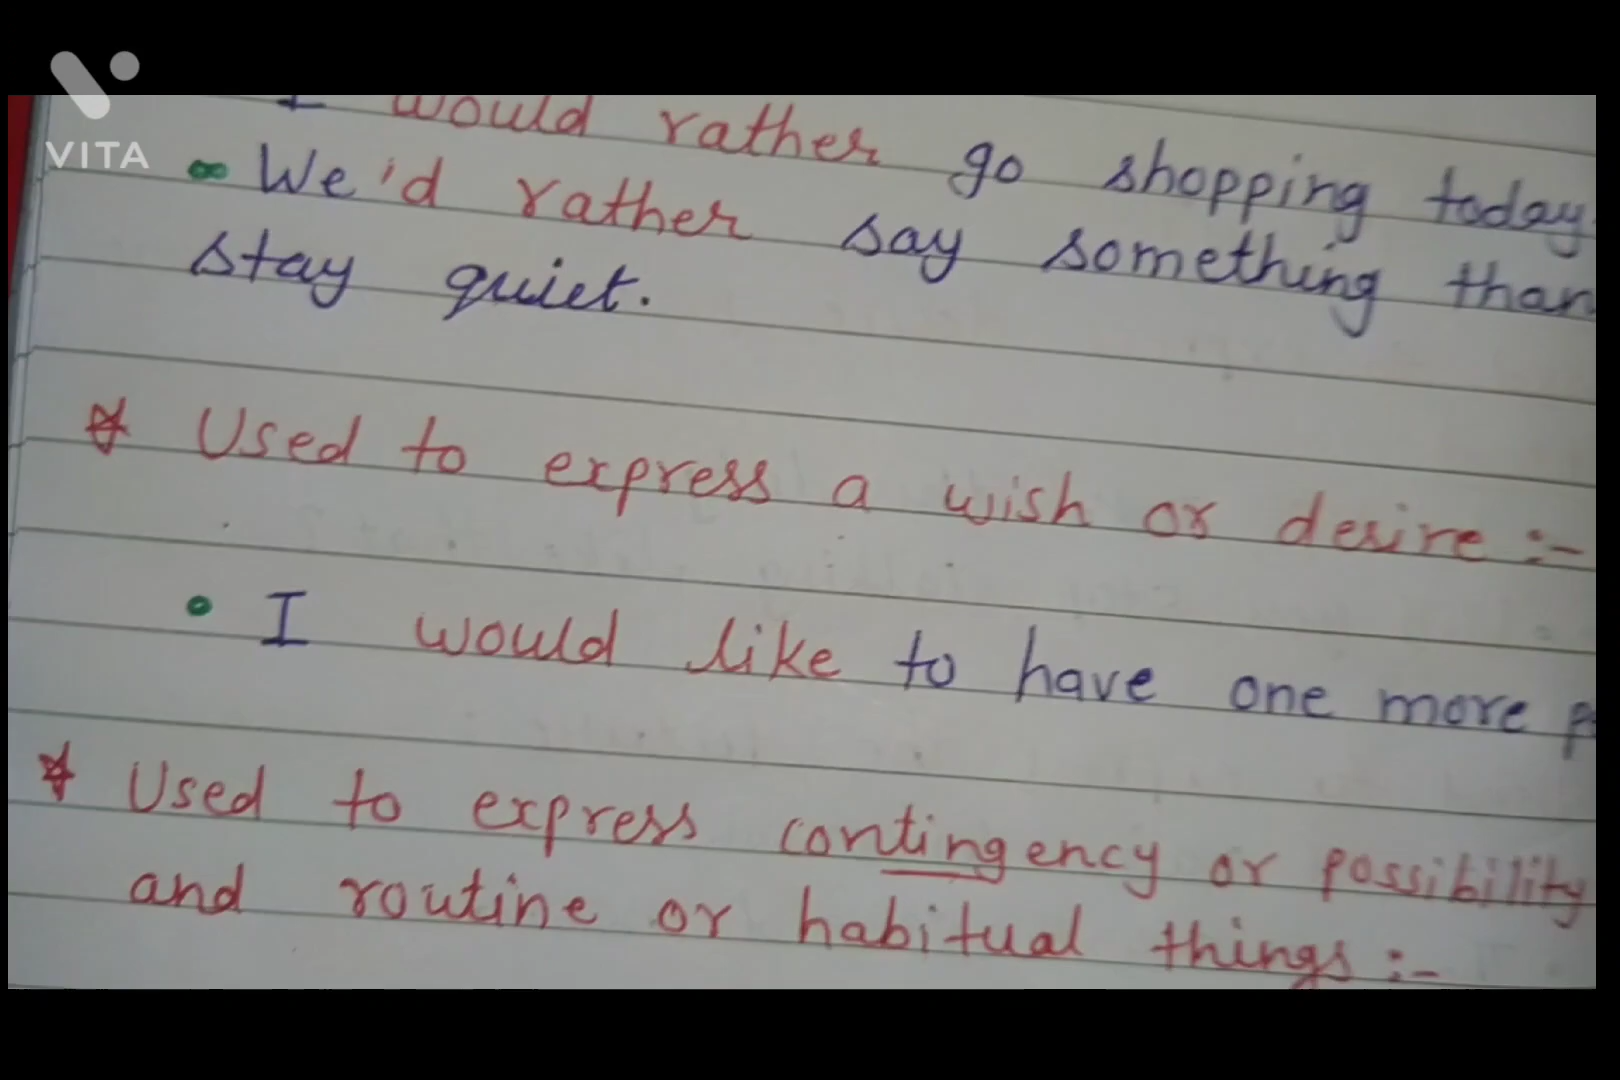 VITA
I would rather go shopping today.
We'd rather say something than
stay quiet.
Used to express a wish or desire :-
I would like to have one more
Used to express contingency or possibility
and routine or habitual things :-